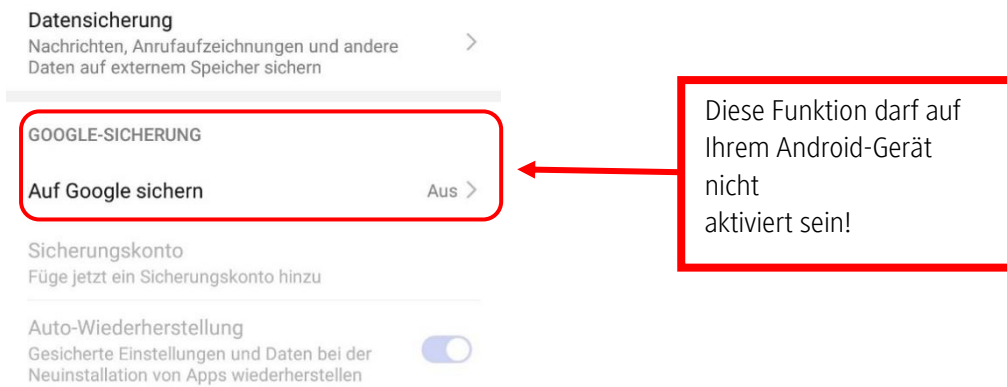 Datensicherung
Nachrichten, Anrufaufzeichnungen und andere
Daten auf externem Speicher sichern
GOOGLE-SICHERUNG
Auf Google sichern
Aus
Sicherungskonto
Füge jetzt ein Sicherungskonto hinzu
Auto-Wiederherstellung
Gesicherte Einstellungen und Daten bei der
Neuinstallation von Apps wiederherstellen
Diese Funktion darf auf
Ihrem Android-Gerät
nicht
aktiviert sein!